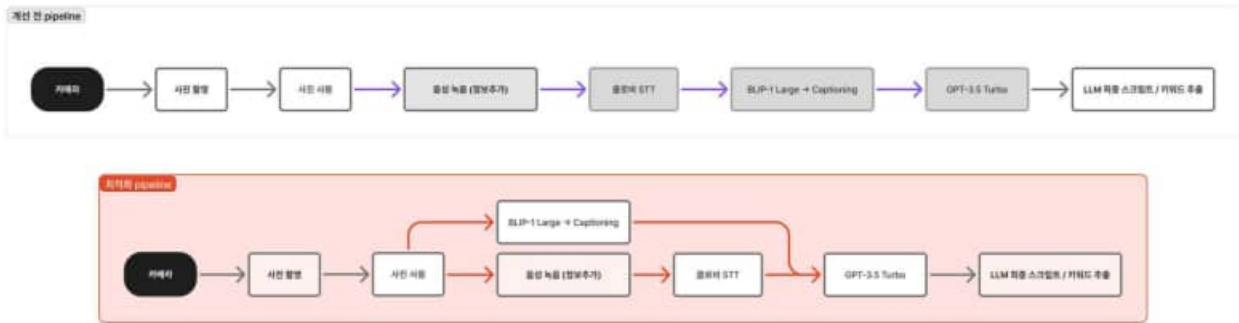 개선 전 pipeline
카메라
사진 촬영
사진 사용
음성 녹음 (정보추가)
클로바 STT
BLIP-1 Large → Captioning
GPT-3.5 Turbo
LLM 최종 스크립트 / 키워드 추출
최적화 pipeline
BLIP-1 Large → Captioning
카메라
사진 촬영
사진 사용
음성 녹음 (정보추가)
클로바 STT
GPT-3.5 Turbo
LLM 최종 스크립트 / 키워드 추출